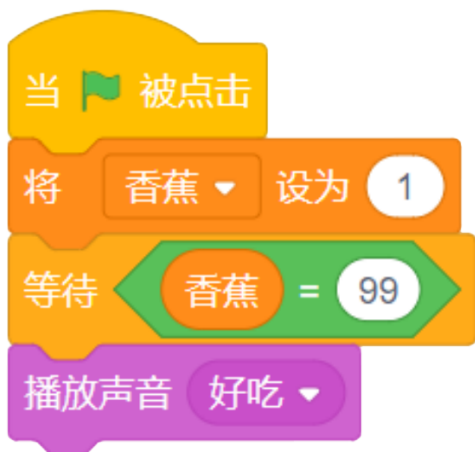 当 被点击
将 香蕉 设为 1
等待 香蕉 = 99
播放声音 好吃